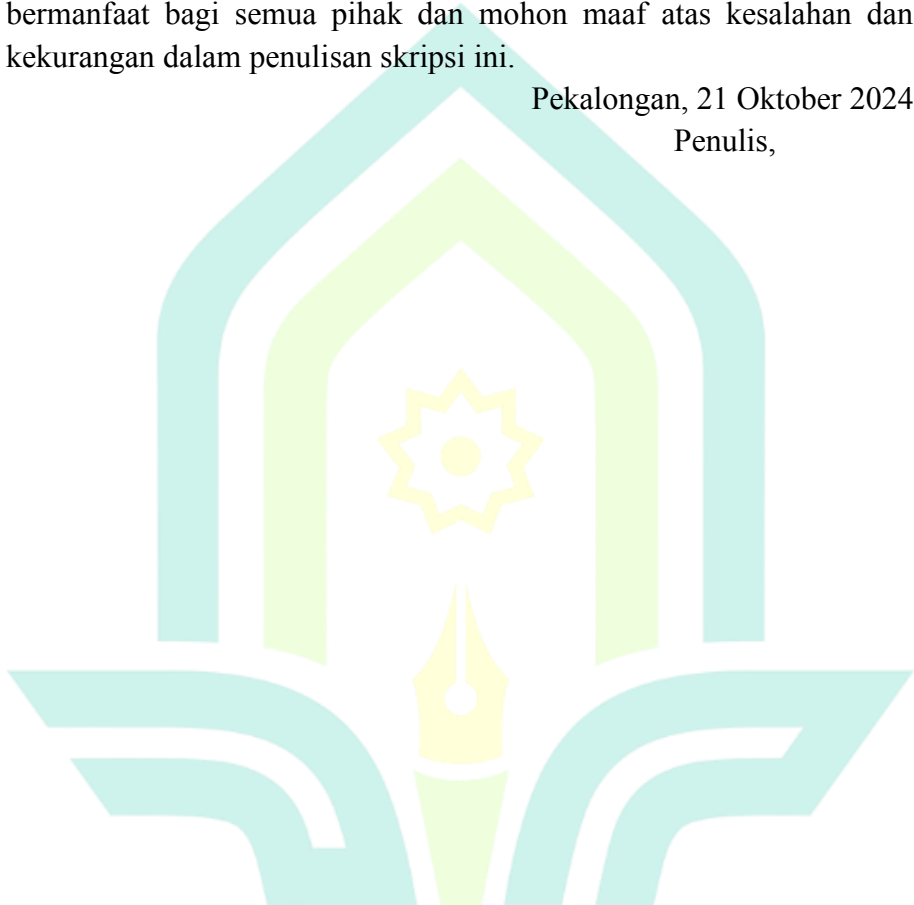 bermanfaat bagi semua pihak dan mohon maaf atas kesalahan dan
kekurangan dalam penulisan skripsi ini.
Pekalongan, 21 Oktober 2024
Penulis,